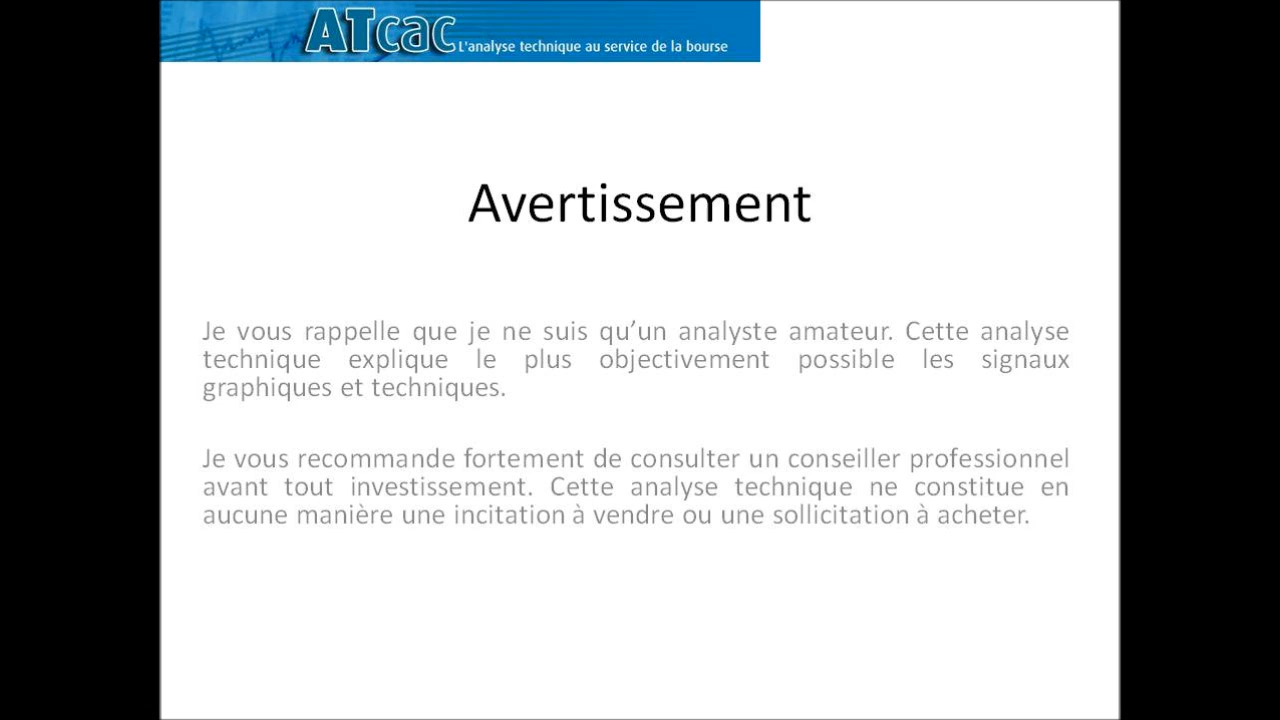 ATcac L'analyse technique au service de la bourse
Avertissement
Je vous rappelle que je ne suis qu’un analyste amateur. Cette analyse
technique explique le plus objectivement possible les signaux
graphiques et techniques.
Je vous recommande fortement de consulter un conseiller professionnel
avant tout investissement. Cette analyse technique ne constitue en
aucune manière une incitation à vendre ou une sollicitation à acheter.